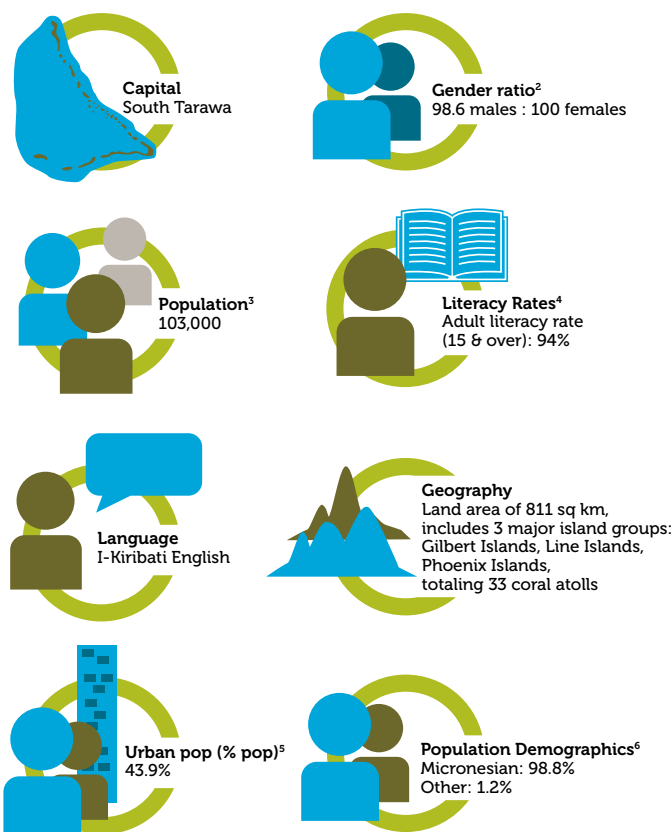 Capital
South Tarawa
Gender ratio²
98.6 males : 100 females
Population³
103,000
Literacy Rates⁴
Adult literacy rate
(15 & over): 94%
Language
I-Kiribati English
Geography
Land area of 811 sq km,
includes 3 major island groups:
Gilbert Islands, Line Islands,
Phoenix Islands,
totaling 33 coral atolls
Urban pop (% pop)⁵
43.9%
Population Demographics⁶
Micronesian: 98.8%
Other: 1.2%